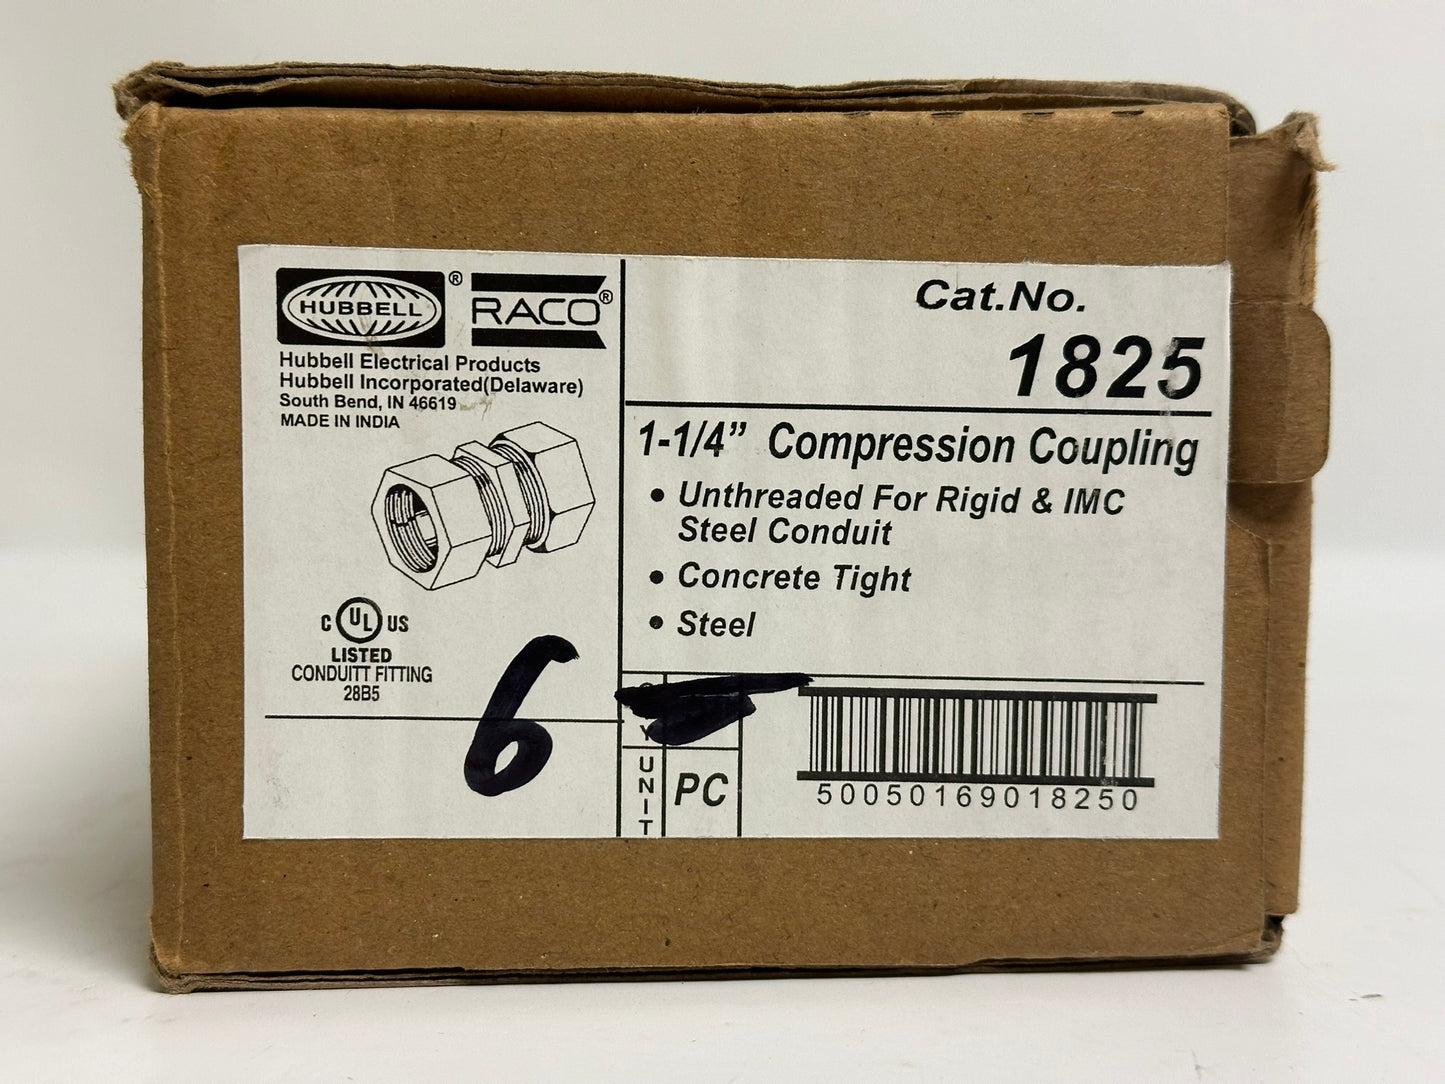 HUBBELL ® RACO ®
Hubbell Electrical Products
Hubbell Incorporated(Delaware)
South Bend, IN 46619
MADE IN INDIA
C UL US
LISTED
CONDUITT FITTING
28B5
6
Cat.No.
1825
1-1/4” Compression Coupling
• Unthreaded For Rigid & IMC
Steel Conduit
• Concrete Tight
• Steel
Y
UNIT
PC
50050169018250